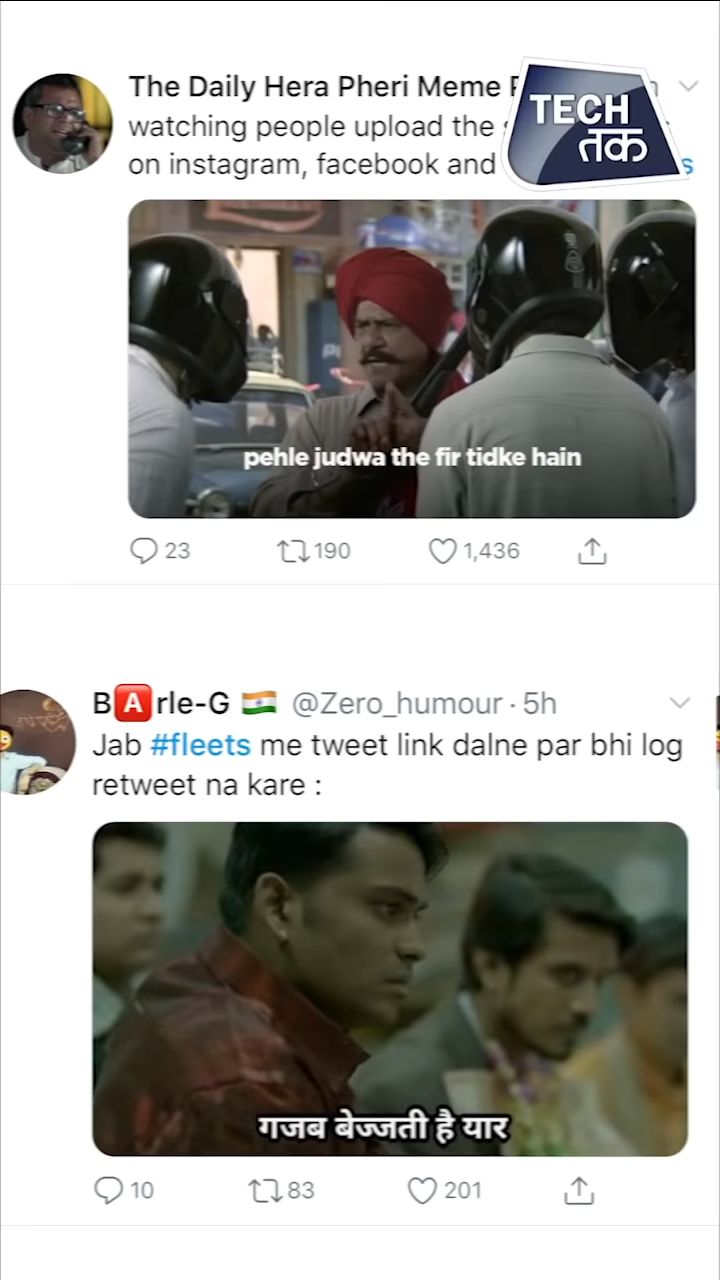 The Daily Hera Pheri Meme
watching people upload the
on instagram, facebook and
TECH
तक
pehle judwa the fir tidke hain
23 190 1,436
B🅰rle-G 🇮🇳 @Zero_humour · 5h
Jab #fleets me tweet link dalne par bhi log
retweet na kare :
गजब बेज्जती है यार
10 83 201